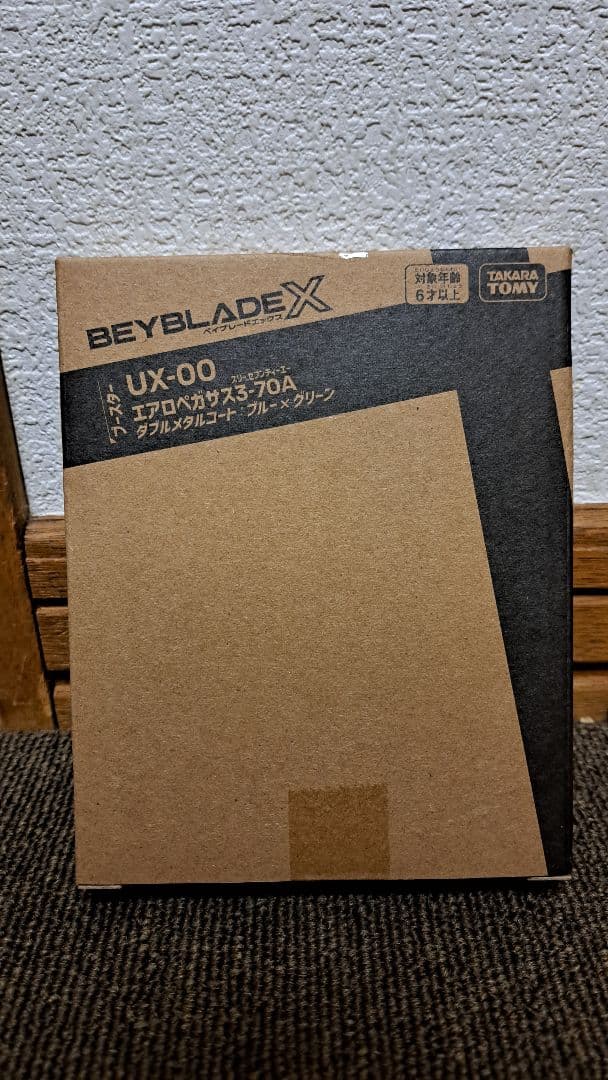 BEYBLADE X
ベイブレードエックス
対象年齢
6才以上
TAKARA
TOMY
ブースター
UX-00
スリーセブンティーエー
エアロペガサス3-70A
ダブルメタルコート:ブルー×グリーン